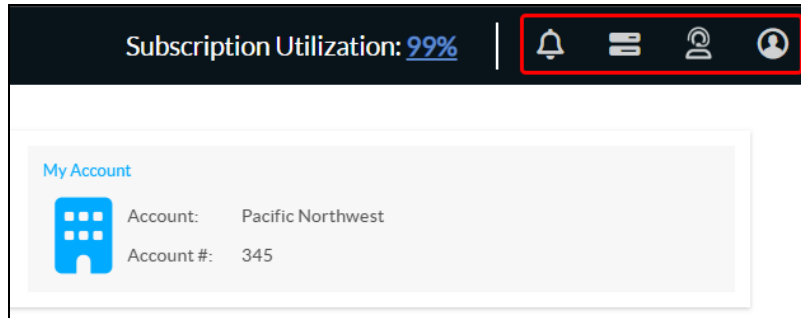 Subscription Utilization: 99%
My Account
Account: Pacific Northwest
Account #: 345